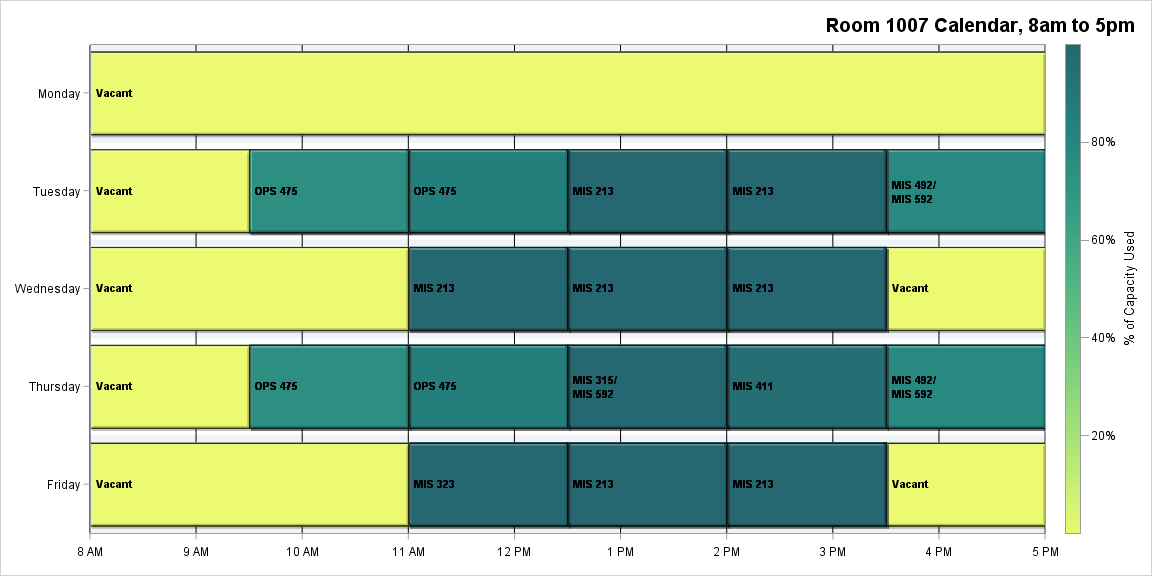 Room 1007 Calendar, 8am to 5pm
Monday
Vacant
Tuesday
Vacant
OPS 475
OPS 475
MIS 213
MIS 213
MIS 492/
MIS 592
Wednesday
Vacant
MIS 213
MIS 213
MIS 213
Vacant
Thursday
Vacant
OPS 475
OPS 475
MIS 315/
MIS 592
MIS 411
MIS 492/
MIS 592
Friday
Vacant
MIS 323
MIS 213
MIS 213
Vacant
8 AM
9 AM
10 AM
11 AM
12 PM
1 PM
2 PM
3 PM
4 PM
5 PM
80%
60%
40%
20%
% of Capacity Used